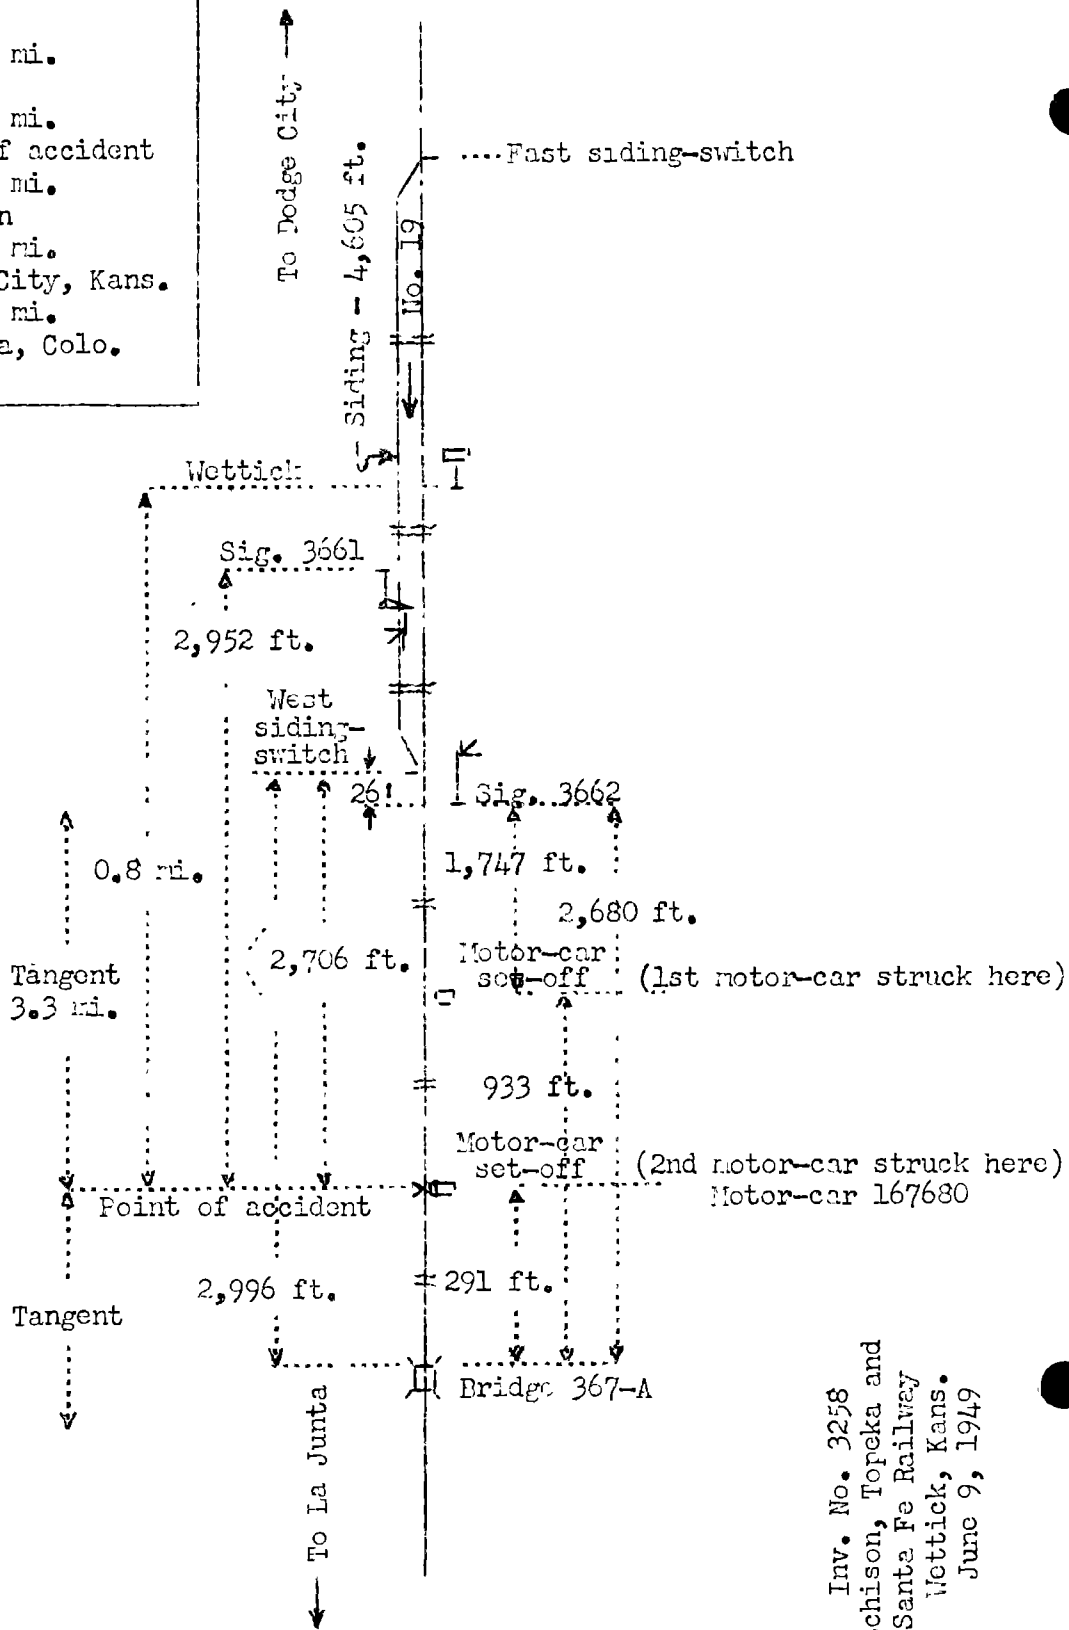 mi.
mi.
f accident
mi.
n
mi.
City, Kans.
mi.
a, Colo.
To Dodge City
Siding - 4,605 ft.
No. 19
Fast siding-switch
Wettick
Sig. 3661
2,952 ft.
West
siding-
switch
26'
Sig. 3662
0.8 mi.
1,747 ft.
2,680 ft.
2,706 ft.
Motor-car
set-off
(1st motor-car struck here)
Tangent
3.3 mi.
933 ft.
Motor-car
set-off
(2nd motor-car struck here)
Motor-car 167680
Point of accident
2,996 ft.
291 ft.
Tangent
Bridge 367-A
To La Junta
Inv. No. 3258
chison, Topeka and
Santa Fe Railway
Wettick, Kans.
June 9, 1949